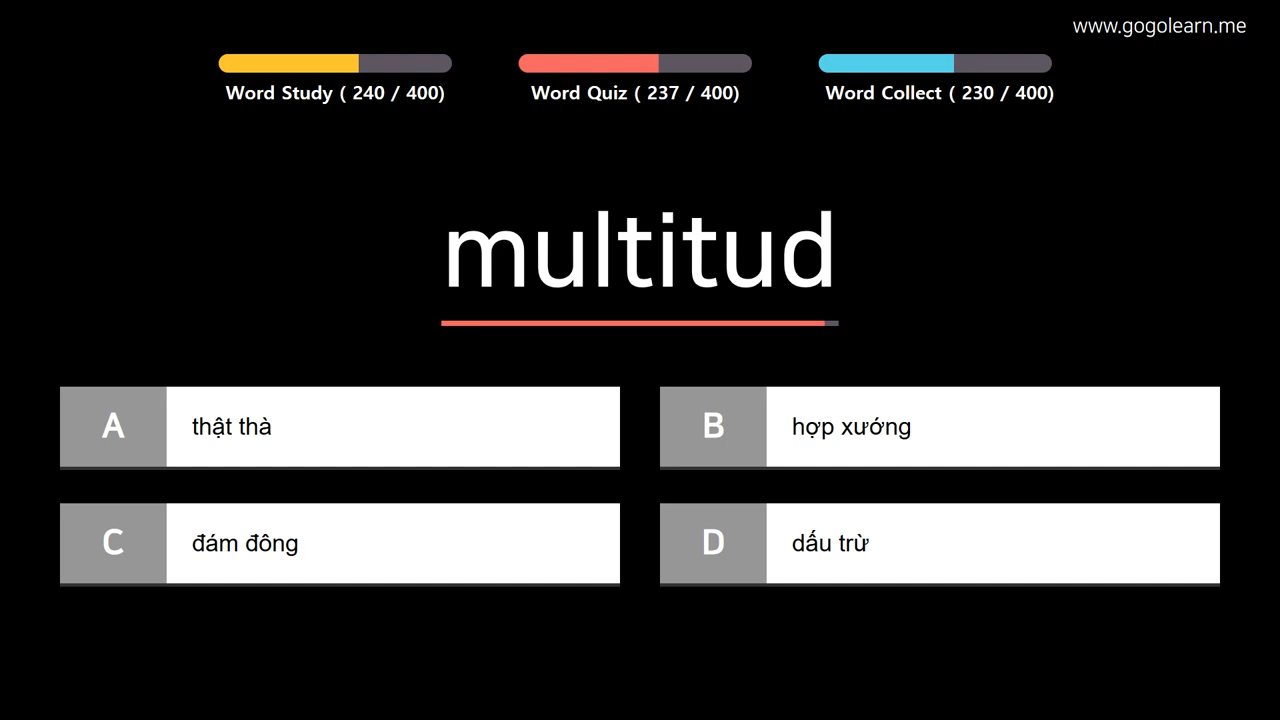 www.gogolearn.me
Word Study ( 240 / 400)
Word Quiz ( 237 / 400)
Word Collect ( 230 / 400)
multitud
A thật thà
B hợp xướng
C đám đông
D dấu trừ